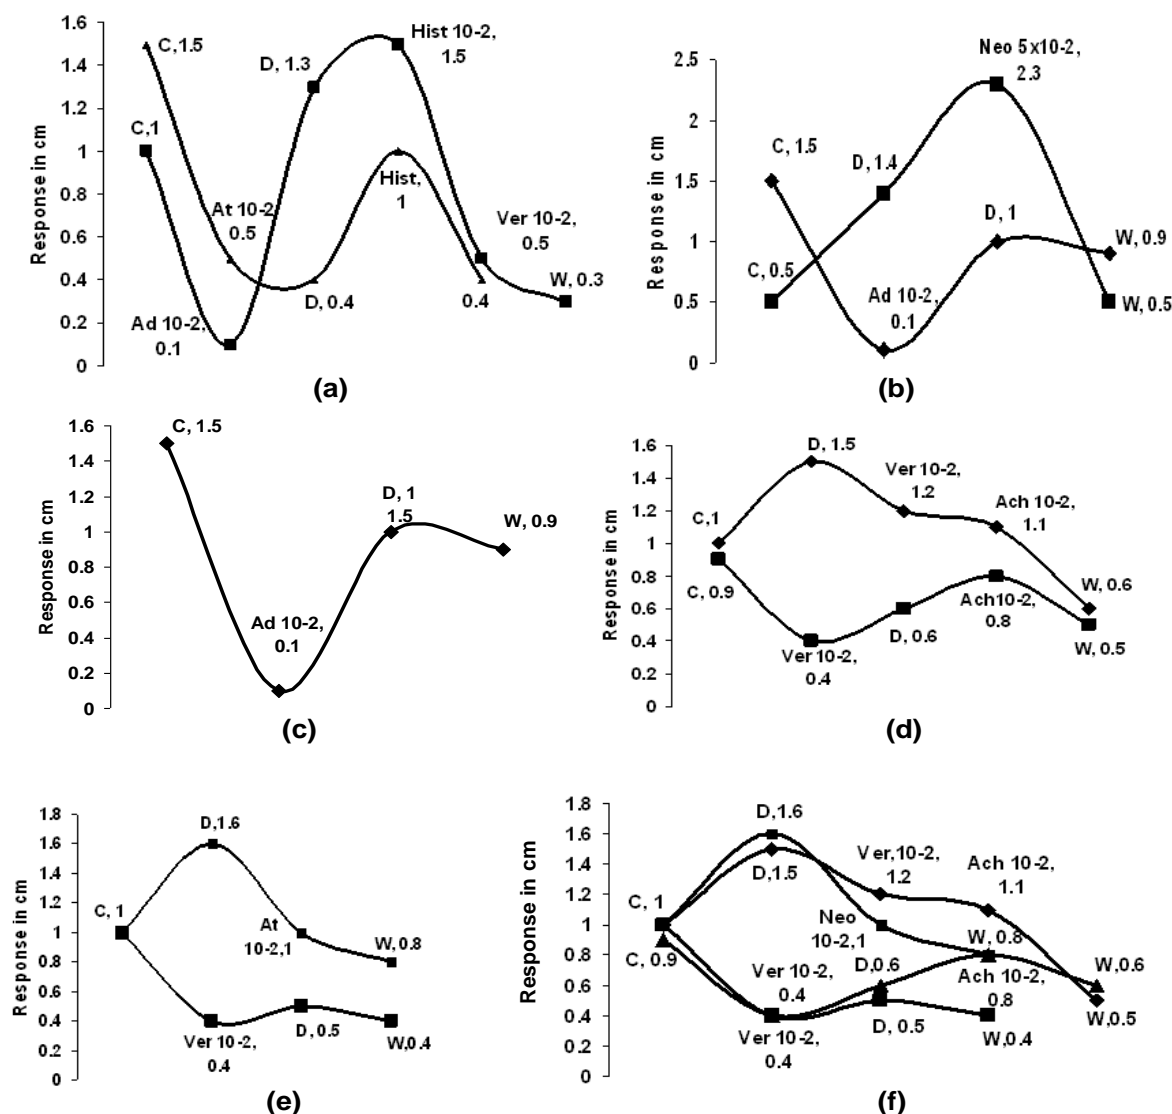 Response in cm
1.6
1.4
1.2
1
0.8
0.6
0.4
0.2
0
C, 1.5
C,1
D, 1.3
Hist 10-2,
1.5
At 10-2
0.5
Hist,
1
Ver 10-2,
0.5
W, 0.3
D, 0.4
0.4
Ad 10-2,
0.1
(a)
Response in cm
2.5
2
1.5
1
0.5
0
Neo 5x10-2,
2.3
C, 1.5
D, 1.4
D, 1
C, 0.5
W, 0.9
Ad 10-2,
0.1
W, 0.5
(b)
Response in cm
1.6
1.4
1.2
1
0.8
0.6
0.4
0.2
0
C, 1.5
D, 1
1.5
W, 0.9
Ad 10-2,
0.1
(c)
Response in cm
1.6
1.4
1.2
1
0.8
0.6
0.4
0.2
0
D, 1.5
Ver 10-2,
1.2
Ach 10-2,
1.1
C,1
C, 0.9
W, 0.6
Ach10-2,
0.8
D, 0.6
W, 0.5
Ver 10-2,
0.4
(d)
Response in cm
1.8
1.6
1.4
1.2
1
0.8
0.6
0.4
0.2
0
D,1.6
C, 1
At
10-2,1
W, 0.8
Ver 10-2,
0.4
D, 0.5
W,0.4
(e)
Response in cm
1.8
1.6
1.4
1.2
1
0.8
0.6
0.4
0.2
0
D,1.6
D,1.5
Ver,10-2,
1.2
Ach 10-2,
1.1
C, 1
C, 0.9
Neo
10-2,1
W, 0.8
Ver 10-2,
0.4
D,0.6
Ach 10-2,
0.8
W, 0.6
W,0.5
Ver 10-2,
0.4
D, 0.5
W,0.4
(f)